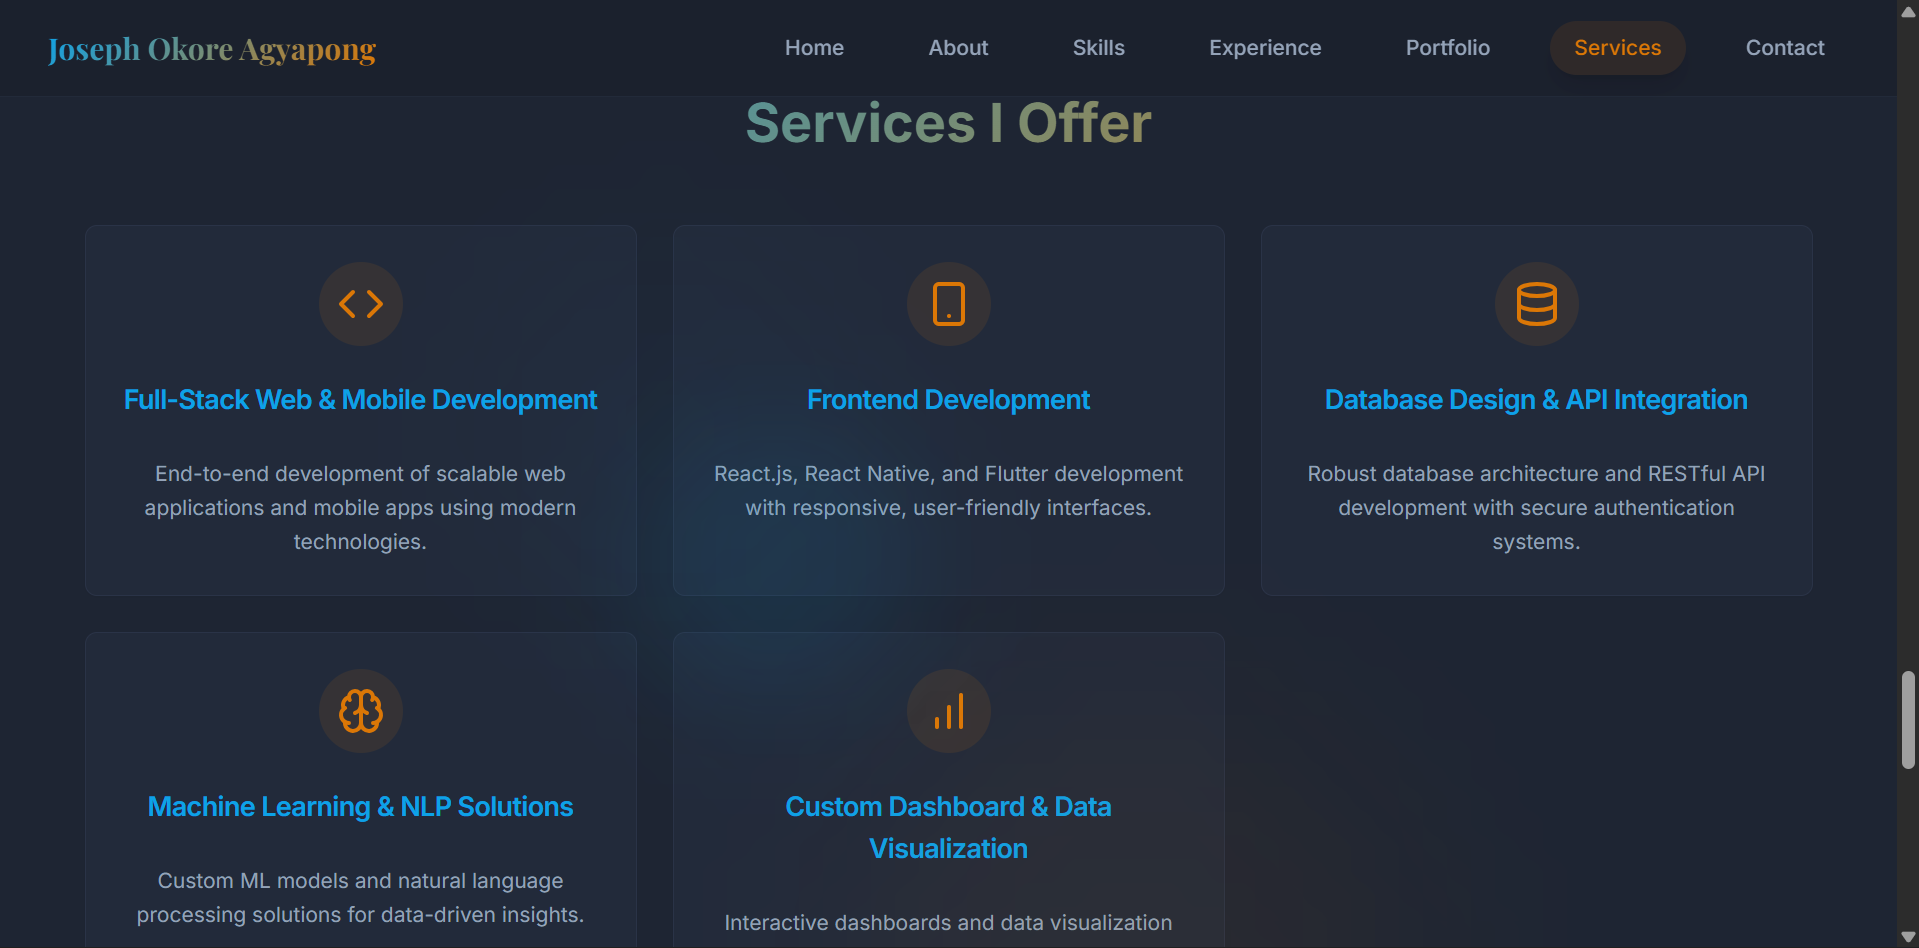 Joseph Okore Agyapong
Home
About
Skills
Experience
Portfolio
Services
Contact
Services I Offer
Full-Stack Web & Mobile Development
End-to-end development of scalable web
applications and mobile apps using modern
technologies.
Frontend Development
React.js, React Native, and Flutter development
with responsive, user-friendly interfaces.
Database Design & API Integration
Robust database architecture and RESTful API
development with secure authentication
systems.
Machine Learning & NLP Solutions
Custom ML models and natural language
processing solutions for data-driven insights.
Custom Dashboard & Data
Visualization
Interactive dashboards and data visualization